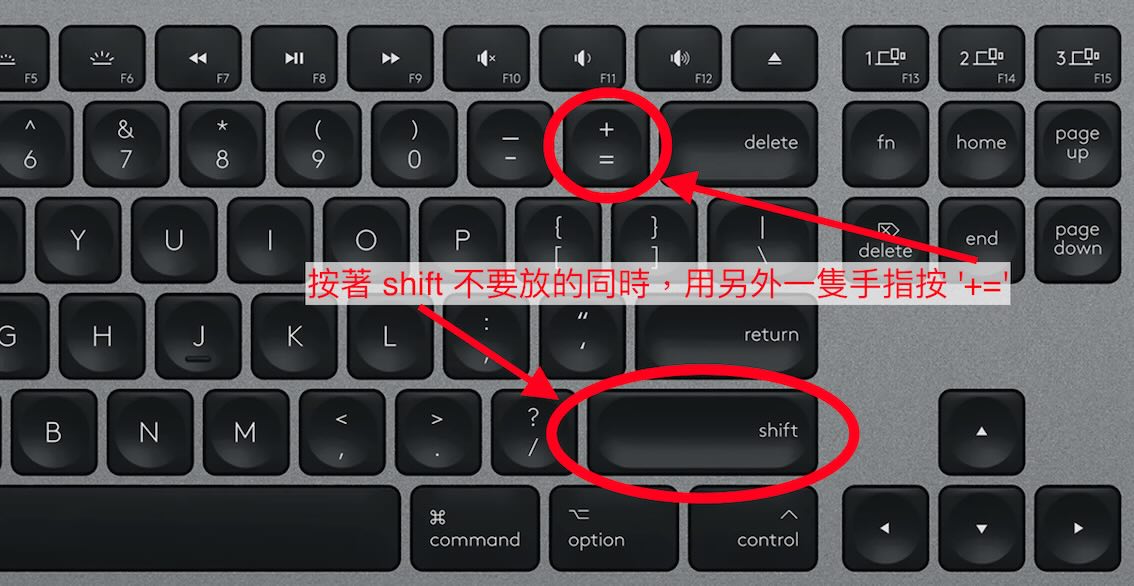 F5 F6 F7 F8 F9 F10 F11 F12 1 F13 2 F14 3 F15
^ 6 & 7 * 8 ( 9 ) 0 — - + = delete fn home page up
Y U I O P { [ } ] | \ delete end page down
按著 shift 不要放的同時，用另外一隻手指按 '+='
G H J K L : ; “ ‘ return
B N M < , > . ? / shift
⌘ command ⌥ option ^ control